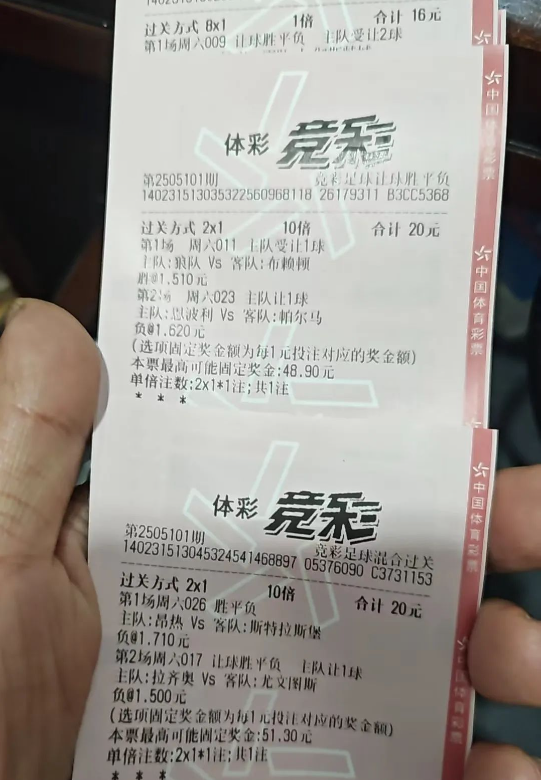 过关方式 8x1 1倍 合计 16元
第1场周六009 让球胜平负 主队受让2球
体彩 竞彩
第2505101期 竞彩足球让球胜平负
140231513035322560968118 26179311 B3CC5368
过关方式 2x1 10倍 合计 20元
第1场 周六011 主队受让1球
主队:狼队 Vs 客队:布赖顿
胜@1.510元
第2场 周六023 主队让1球
主队:恩波利 Vs 客队:帕尔马
负@1.620元
(选项固定奖金额为每1元投注对应的奖金额)
本票最高可能固定奖金:48.90元
单倍注数:2x1*1注;共1注
* * *
体彩 竞彩
第2505101期 竞彩足球混合过关
140231513045324541468897 05376090 C3731153
过关方式 2x1 10倍 合计 20元
第1场周六026 胜平负
主队:昂热 Vs 客队:斯特拉斯堡
负@1.710元
第2场周六017 让球胜平负 主队让1球
主队:拉齐奥 Vs 客队:尤文图斯
负@1.500元
(选项固定奖金额为每1元投注对应的奖金额)
本票最高可能固定奖金:51.30元
单倍注数:2x1*1注;共1注
* * *
中国体育彩票
中国体育彩票
中国体育彩票
中国体育彩票